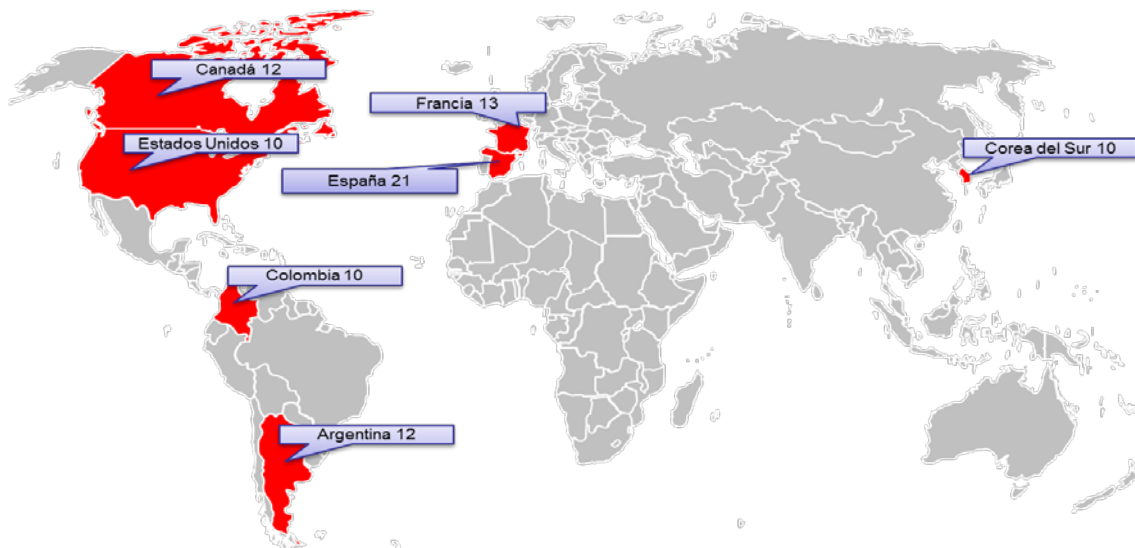 Canadá 12
Francia 13
Estados Unidos 10
Corea del Sur 10
España 21
Colombia 10
Argentina 12